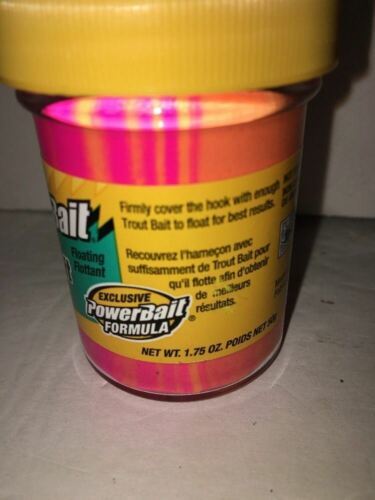 Bait
Floating
Flottant
Firmly cover the hook with enough
Trout Bait to float for best results.
Recouvrez l'hameçon avec
suffisamment de Trout Bait pour
qu'il flotte afin d'obtenir
de meilleurs
résultats.
EXCLUSIVE
PowerBait®
FORMULA
NET WT. 1.75 OZ. POIDS NET 50g